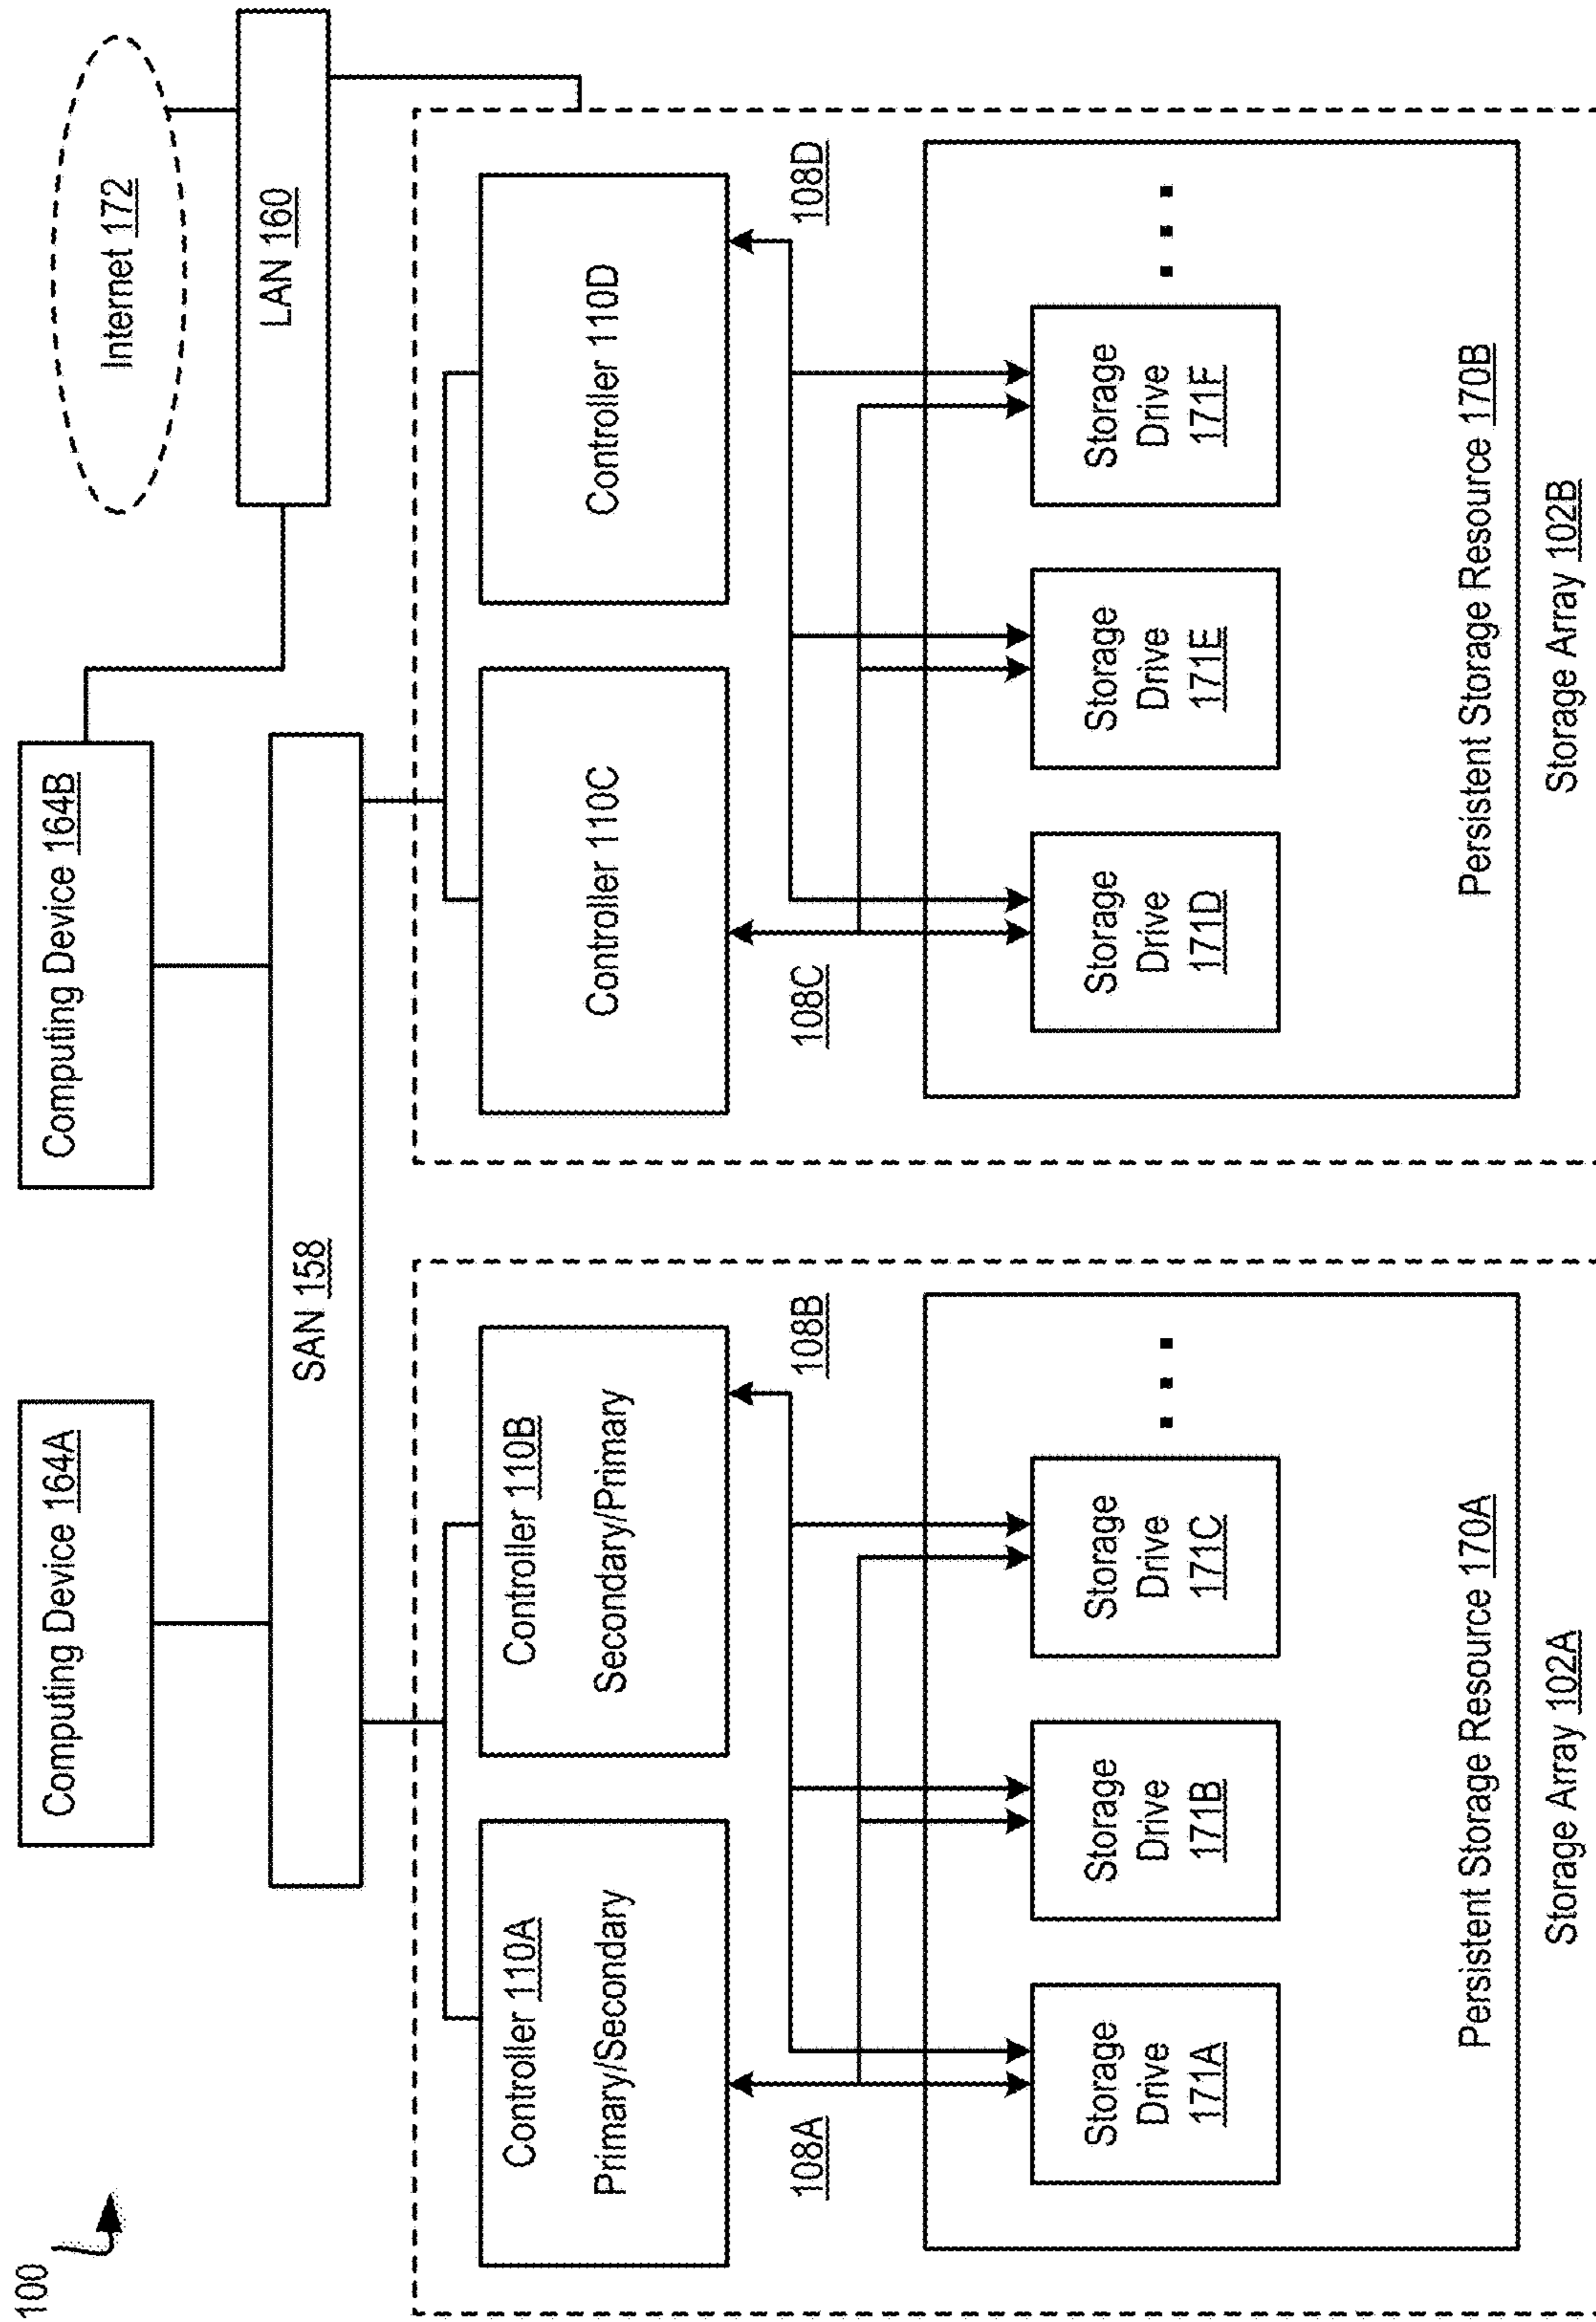 100
Computing Device 164A
Computing Device 164B
Internet 172
SAN 158
LAN 160
Controller 110A
Primary/Secondary
Controller 110B
Secondary/Primary
Controller 110C
Controller 110D
108A
108B
108C
108D
Storage
Drive
171A
Storage
Drive
171B
Storage
Drive
171C
Storage
Drive
171D
Storage
Drive
171E
Storage
Drive
171F
Persistent Storage Resource 170A
Persistent Storage Resource 170B
Storage Array 102A
Storage Array 102B